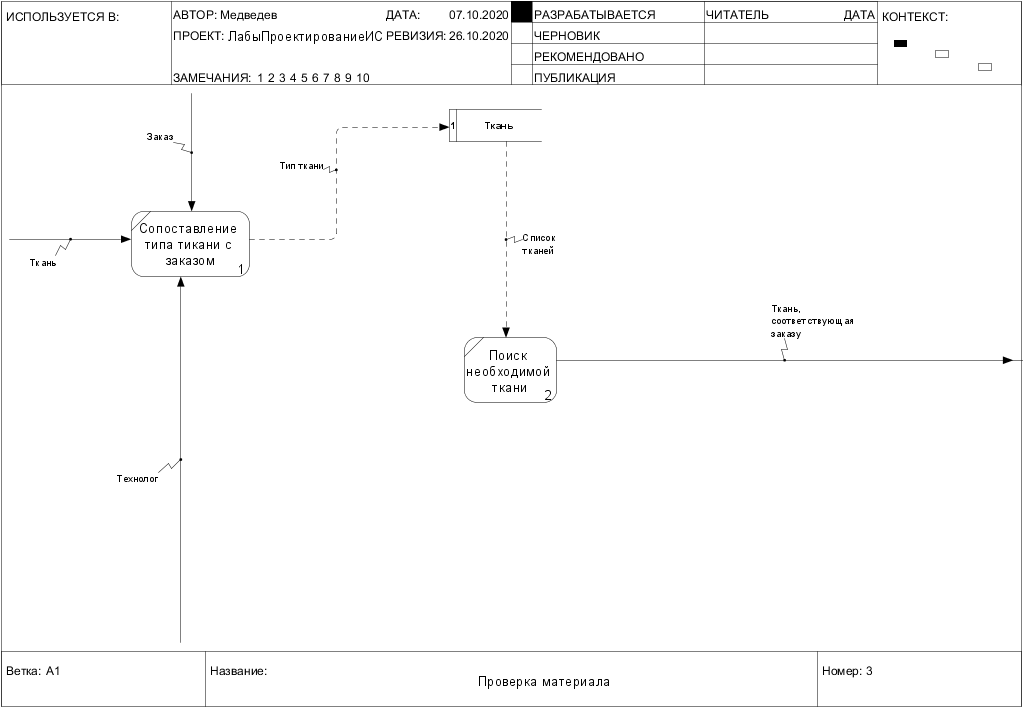 ИСПОЛЬЗУЕТСЯ В:
АВТОР: Медведев ДАТА: 07.10.2020
ПРОЕКТ: ЛабыПроектированиеИС РЕВИЗИЯ: 26.10.2020
ЗАМЕЧАНИЯ: 1 2 3 4 5 6 7 8 9 10
РАЗРАБАТЫВАЕТСЯ
ЧЕРНОВИК
РЕКОМЕНДОВАНО
ПУБЛИКАЦИЯ
ЧИТАТЕЛЬ ДАТА
КОНТЕКСТ:
Заказ
1 Ткань
Тип ткани
Сопоставление
типа тикани с
заказом
1
Ткань
Список
тканей
Ткань,
соответствующая
заказу
Поиск
необходимой
ткани
2
Технолог
Ветка: A1
Название:
Проверка материала
Номер: 3